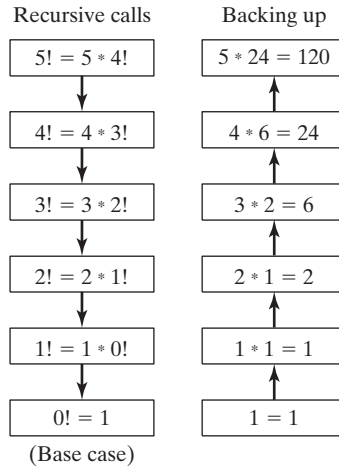 Recursive calls
5! = 5 * 4!
4! = 4 * 3!
3! = 3 * 2!
2! = 2 * 1!
1! = 1 * 0!
0! = 1
(Base case)
Backing up
5 * 24 = 120
4 * 6 = 24
3 * 2 = 6
2 * 1 = 2
1 * 1 = 1
1 = 1